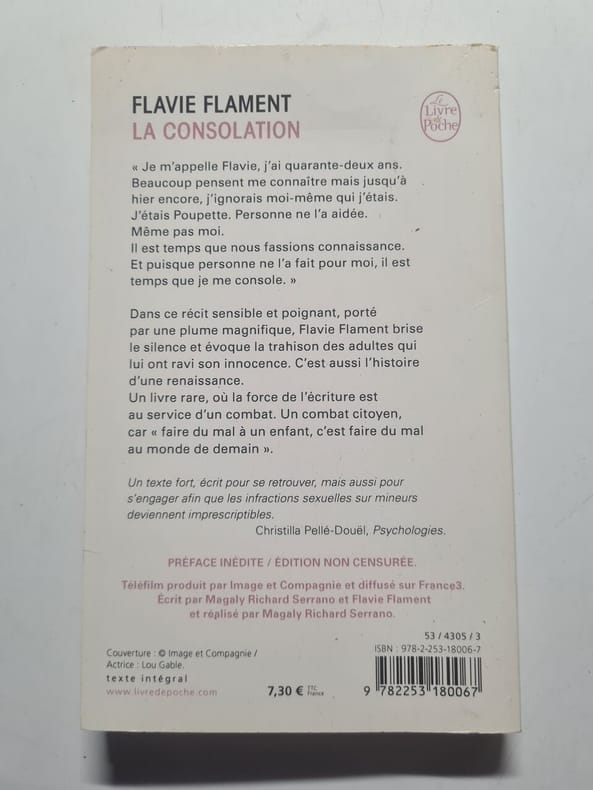 FLAVIE FLAMENT
LA CONSOLATION
Le
Livre
de
Poche
« Je m'appelle Flavie, j'ai quarante-deux ans.
Beaucoup pensent me connaître mais jusqu'à
hier encore, j'ignorais moi-même qui j'étais.
J'étais Poupette. Personne ne l'a aidée.
Même pas moi.
Il est temps que nous fassions connaissance.
Et puisque personne ne l'a fait pour moi, il est
temps que je me console. »
Dans ce récit sensible et poignant, porté
par une plume magnifique, Flavie Flament brise
le silence et évoque la trahison des adultes qui
lui ont ravi son innocence. C'est aussi l'histoire
d'une renaissance.
Un livre rare, où la force de l'écriture est
au service d'un combat. Un combat citoyen,
car « faire du mal à un enfant, c'est faire du mal
au monde de demain ».
Un texte fort, écrit pour se retrouver, mais aussi pour
s'engager afin que les infractions sexuelles sur mineurs
deviennent imprescriptibles.
Christilla Pellé-Douël, Psychologies.
PRÉFACE INÉDITE / ÉDITION NON CENSURÉE.
Téléfilm produit par Image et Compagnie et diffusé sur France3.
Écrit par Magaly Richard Serrano et Flavie Flament
et réalisé par Magaly Richard Serrano.
53 / 4305 / 3
ISBN : 978-2-253-18006-7
Couverture : © Image et Compagnie /
Actrice : Lou Gable.
texte intégral
www.livredepoche.com
7,30 € TTC
France
9 782253 180067